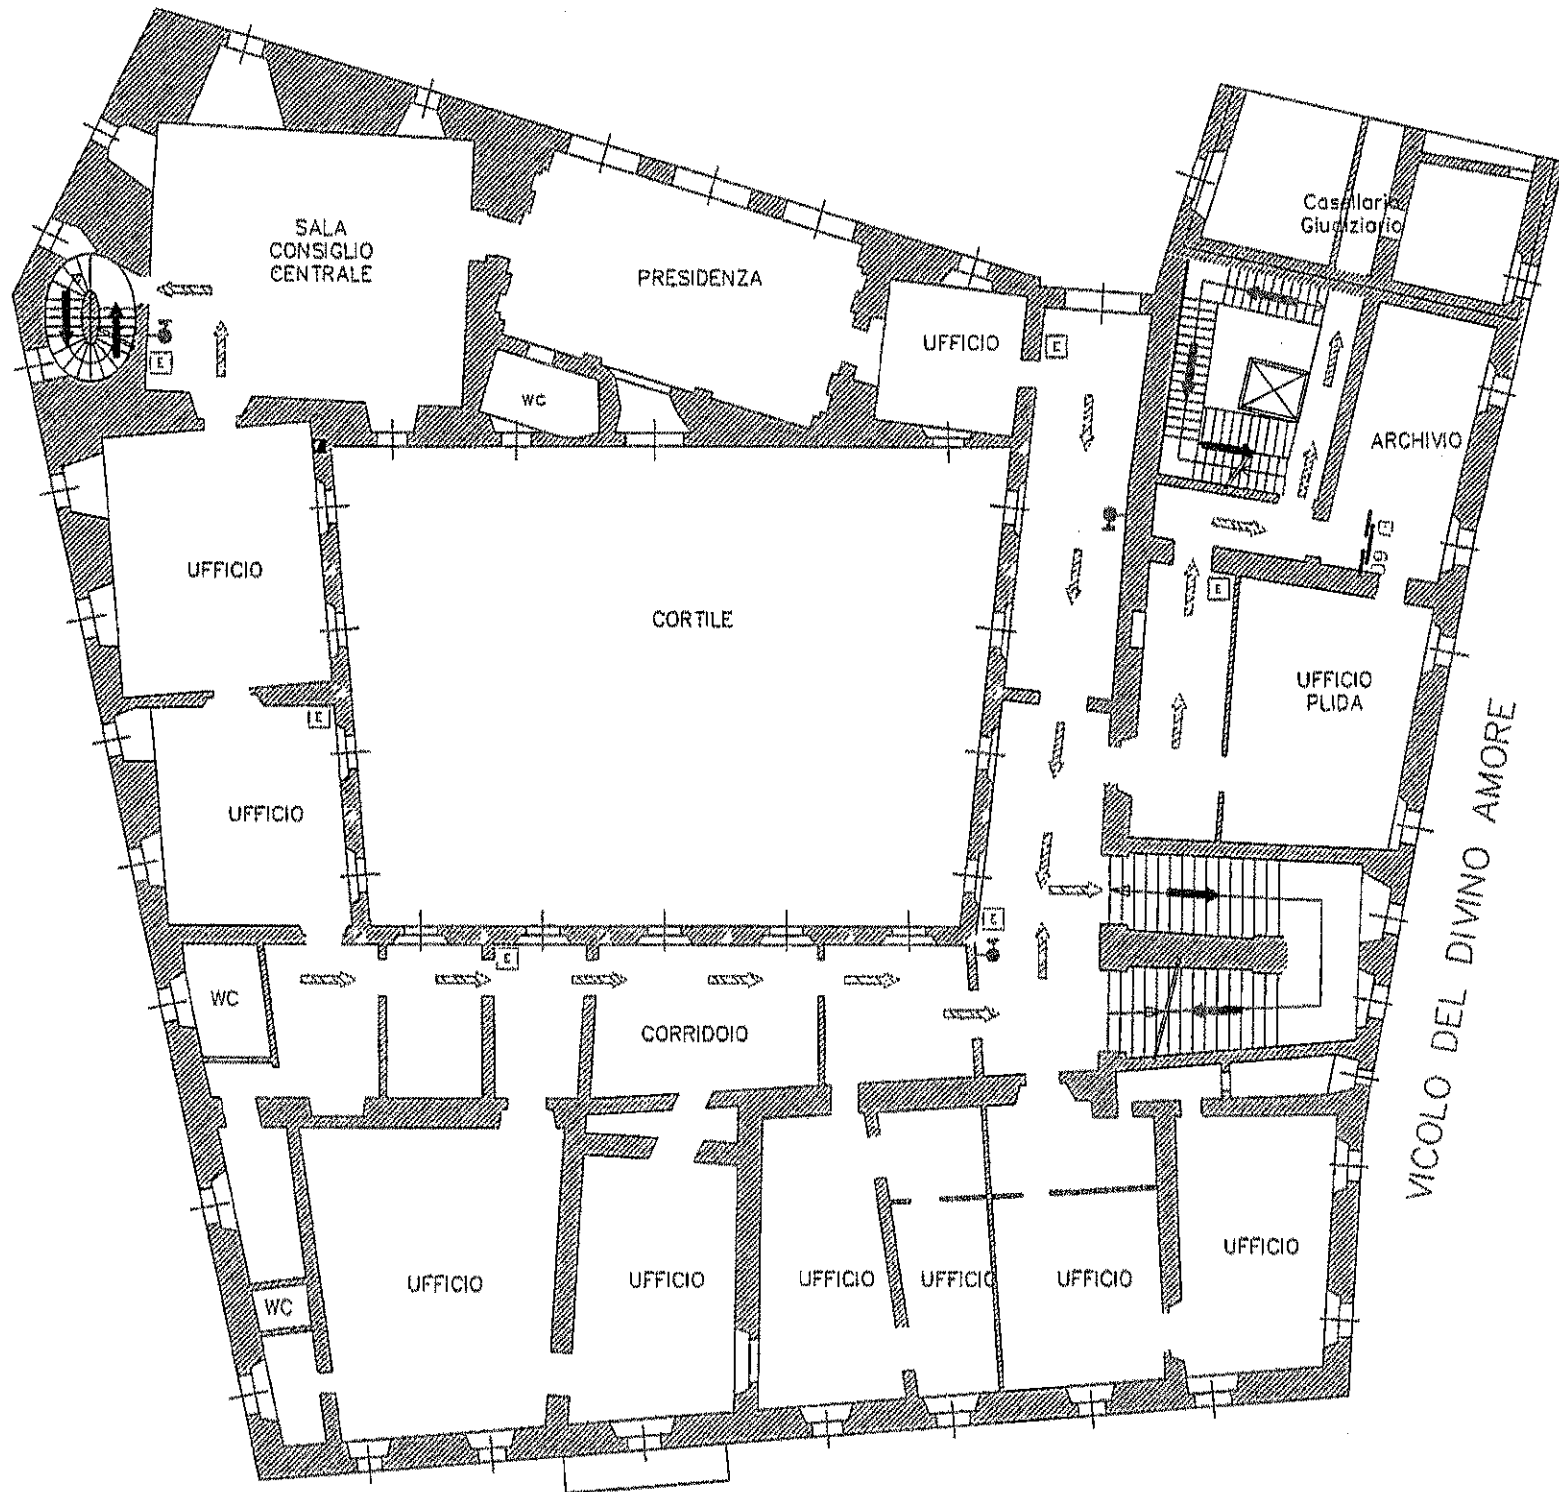 SALA
CONSIGLIO
CENTRALE
PRESIDENZA
Casellario
Giudiziario
UFFICIO
E
E
WC
ARCHIVIO
UFFICIO
E
E
CORTILE
UFFICIO
PLIDA
E
UFFICIO
VICOLO DEL DIVINO AMORE
E
E
WC
CORRIDOIO
UFFICIO
UFFICIO
UFFICIO
UFFICIO
UFFICIO
UFFICIO
WC